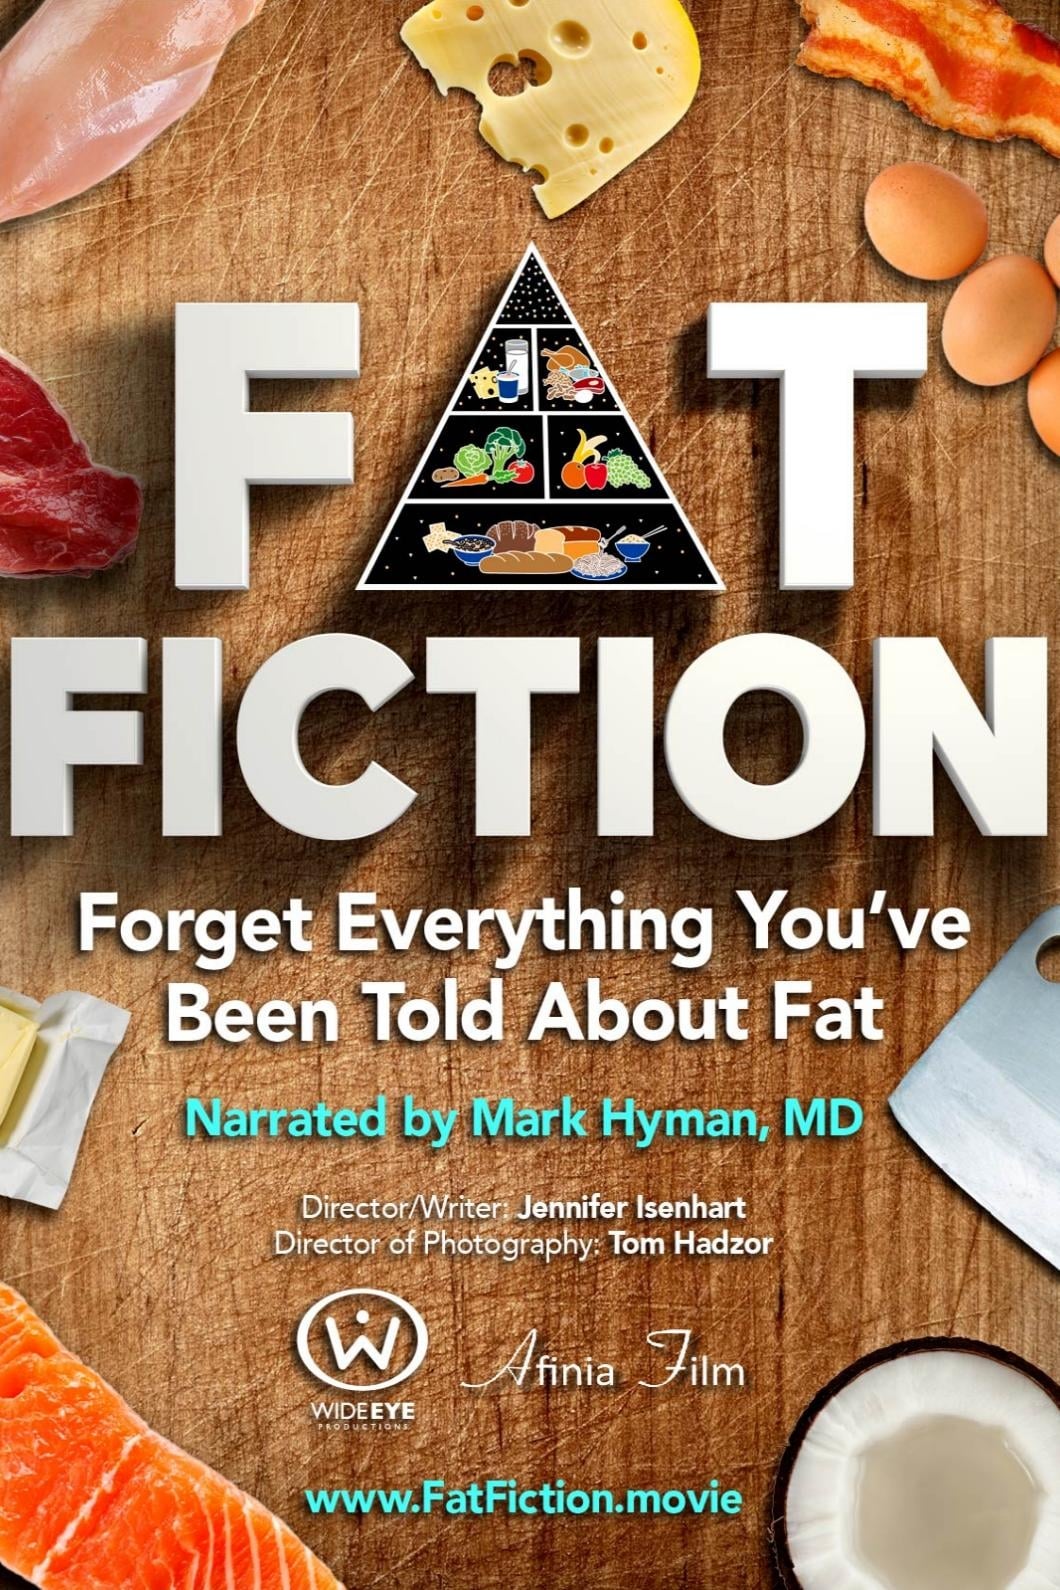 FAT
FICTION
Forget Everything You've
Been Told About Fat
Narrated by Mark Hyman, MD
Director/Writer: Jennifer Isenhart
Director of Photography: Tom Hadzor
W
WIDEEYE
PRODUCTIONS
Afinia Film
www.FatFiction.movie